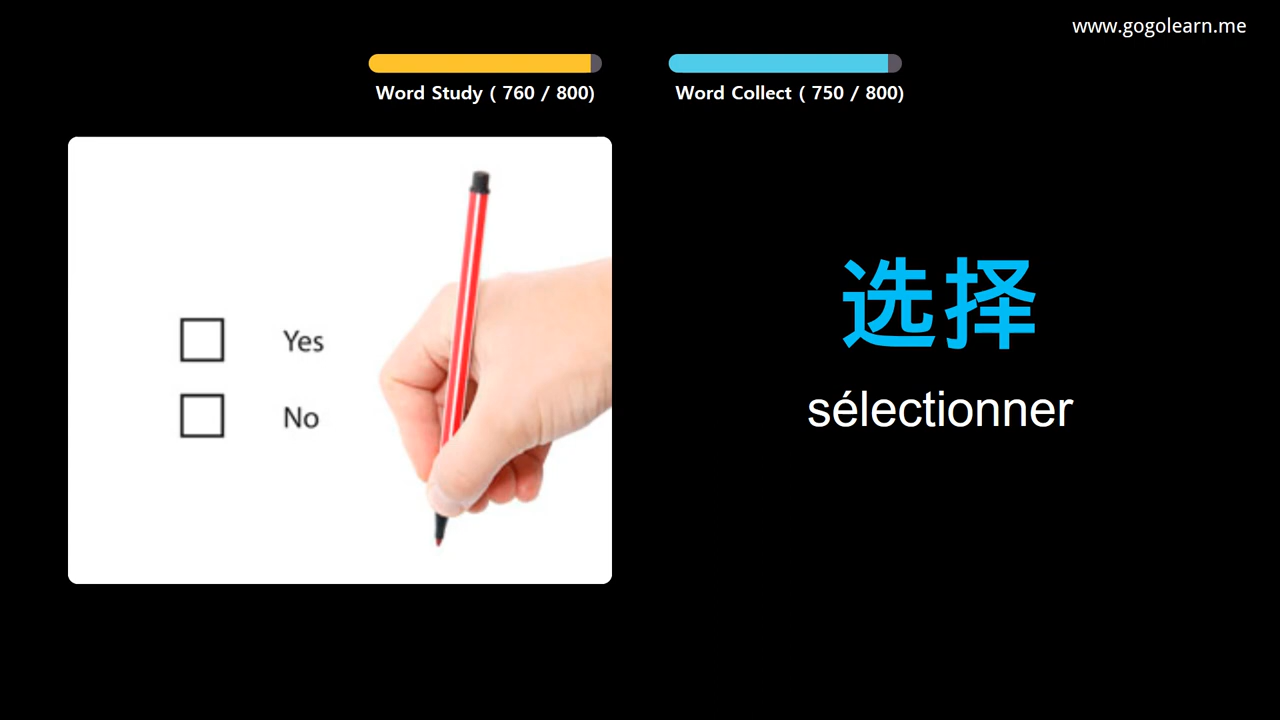 www.gogolearn.me
Word Study ( 760 / 800)
Word Collect ( 750 / 800)
Yes
No
选择
sélectionner